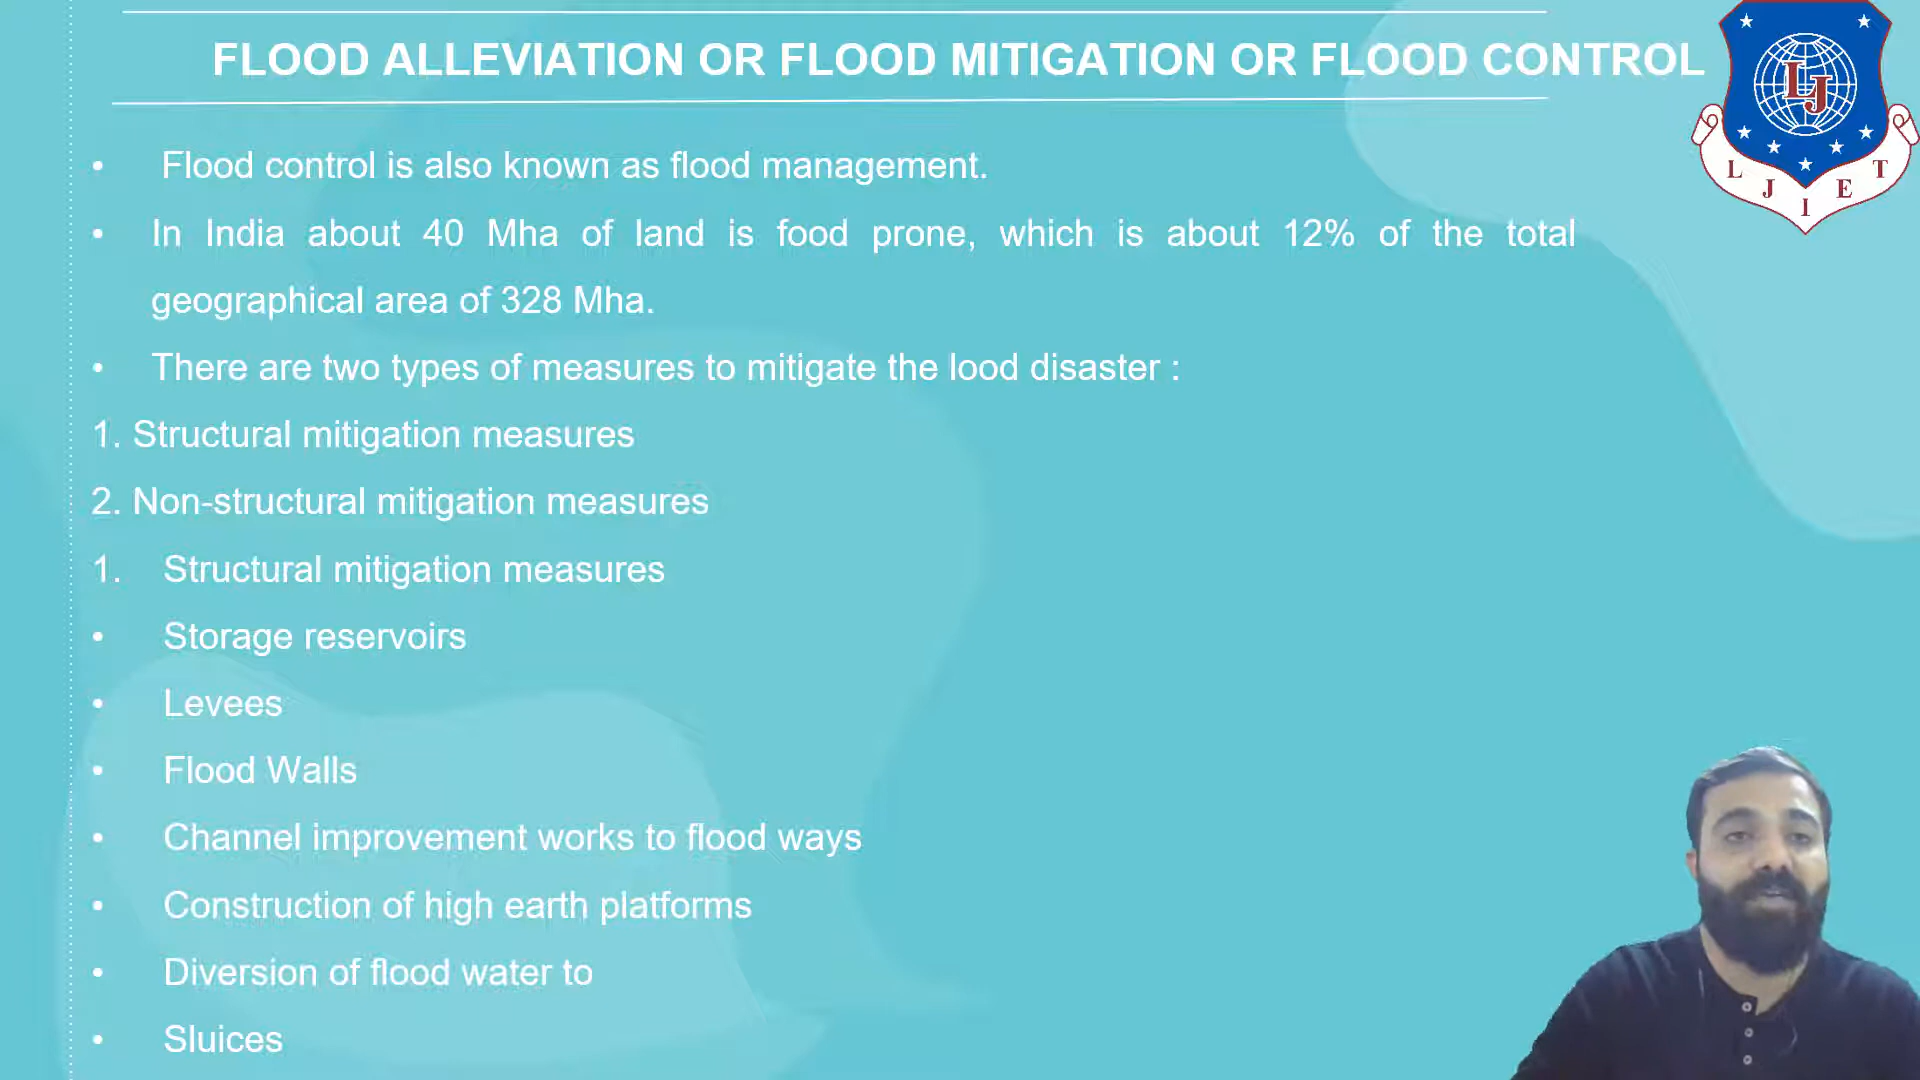 FLOOD ALLEVIATION OR FLOOD MITIGATION OR FLOOD CONTROL
LJ
L J I E T
• Flood control is also known as flood management.
• In India about 40 Mha of land is food prone, which is about 12% of the total
geographical area of 328 Mha.
• There are two types of measures to mitigate the lood disaster :
1. Structural mitigation measures
2. Non-structural mitigation measures
1. Structural mitigation measures
• Storage reservoirs
• Levees
• Flood Walls
• Channel improvement works to flood ways
• Construction of high earth platforms
• Diversion of flood water to
• Sluices